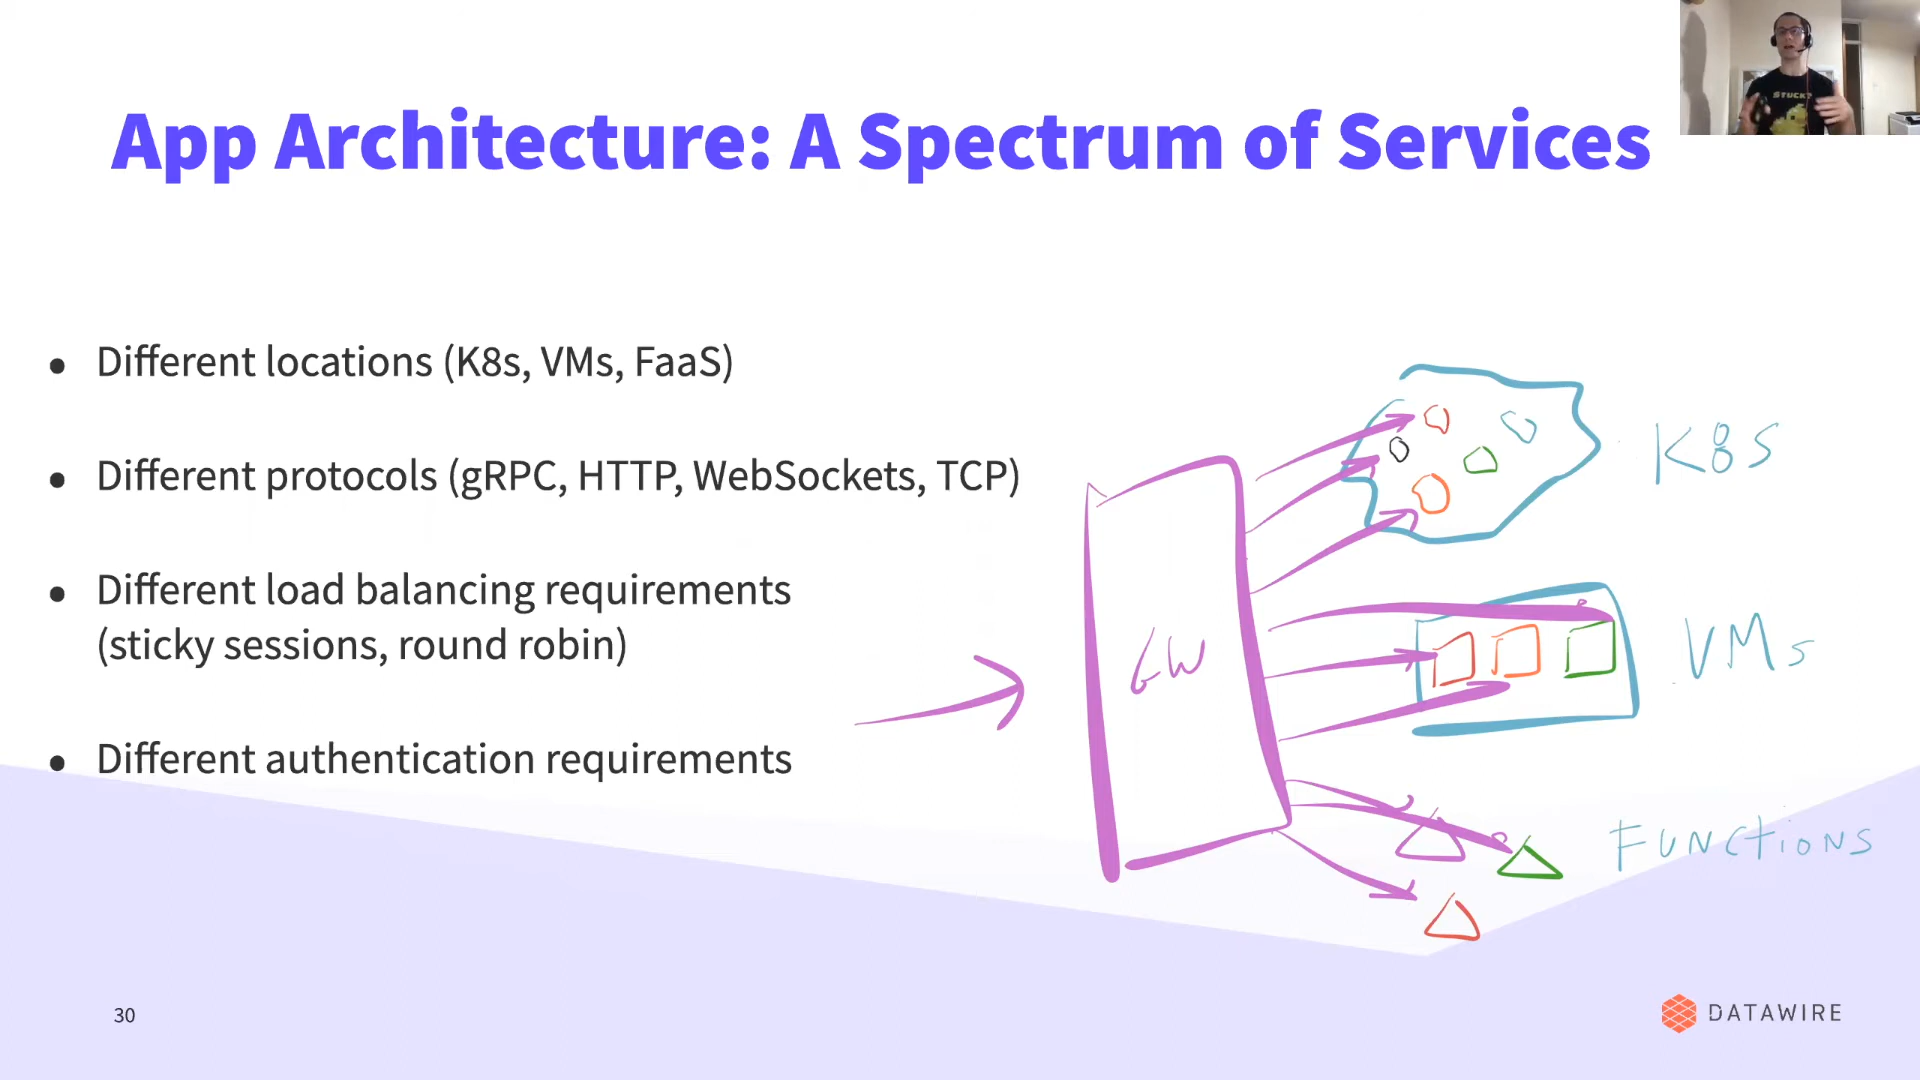 App Architecture: A Spectrum of Services
STUCK?
• Different locations (K8s, VMs, FaaS)
• Different protocols (gRPC, HTTP, WebSockets, TCP)
• Different load balancing requirements
(sticky sessions, round robin)
• Different authentication requirements
K8S
GW
VMs
FUNCTIONS
30
DATAWIRE